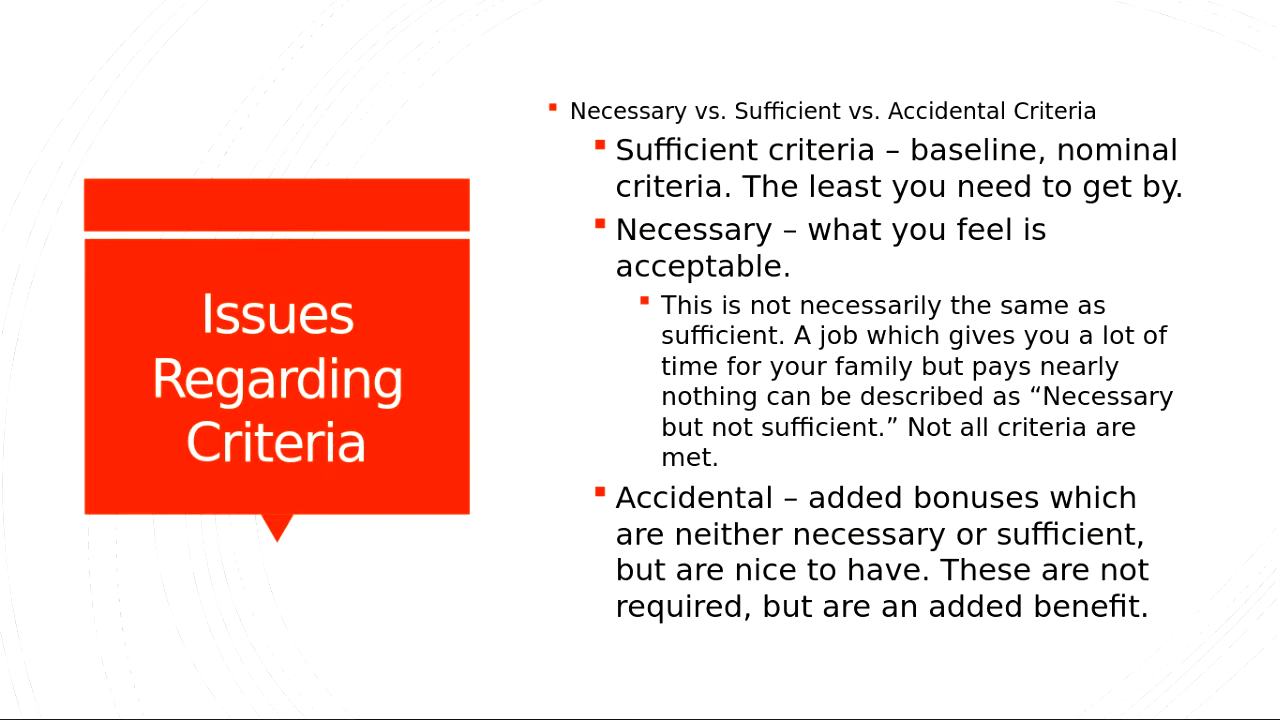 Issues
Regarding
Criteria
Necessary vs. Sufficient vs. Accidental Criteria
Sufficient criteria – baseline, nominal
criteria. The least you need to get by.
Necessary – what you feel is
acceptable.
This is not necessarily the same as
sufficient. A job which gives you a lot of
time for your family but pays nearly
nothing can be described as “Necessary
but not sufficient.” Not all criteria are
met.
Accidental – added bonuses which
are neither necessary or sufficient,
but are nice to have. These are not
required, but are an added benefit.